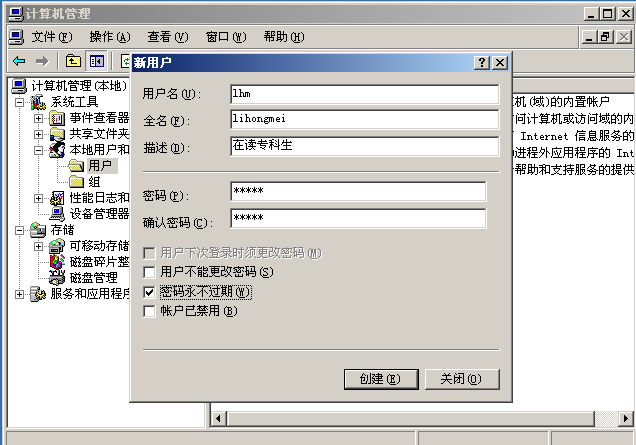 计算机管理
文件(F) 操作(A) 查看(V) 窗口(W) 帮助(H)
计算机管理(本地)
系统工具
事件查看器
共享文件夹
本地用户和
用户
组
性能日志和
设备管理器
存储
可移动存储
磁盘碎片整
磁盘管理
服务和应用程序
新用户
用户名(U):
lhm
全名(F):
lihongmei
描述(D):
在读专科生
密码(P):
*****
确认密码(C):
*****
用户下次登录时须更改密码(M)
用户不能更改密码(S)
密码永不过期(W)
帐户已禁用(B)
创建(E)
关闭(O)
机(域)的内置帐户
问计算机或访问域的内
Internet 信息服务的
动进程外应用程序的 Int
帮助和支持服务的提供